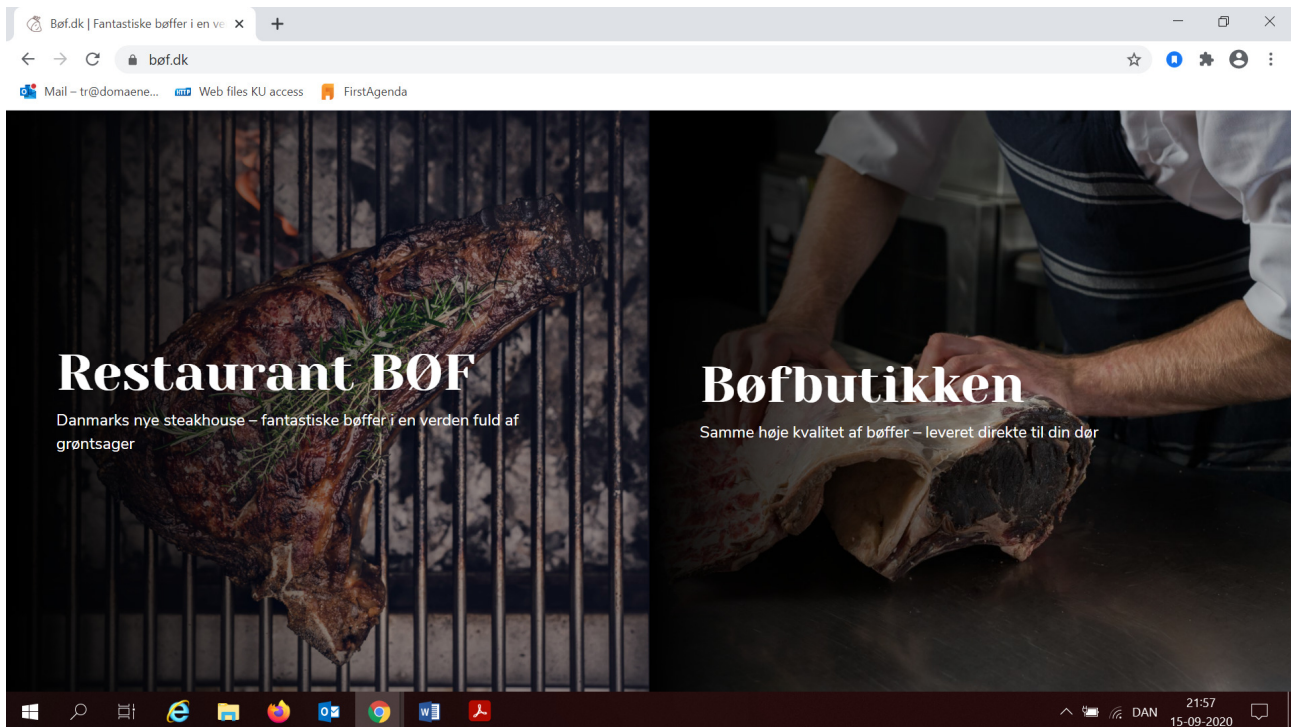 Bøf.dk | Fantastiske bøffer i en ve
bøf.dk
Mail – tr@domaene...
HTTP
Web files KU access
FirstAgenda
Restaurant BØF
Danmarks nye steakhouse – fantastiske bøffer i en verden fuld af
grøntsager
Bøfbutikken
Samme høje kvalitet af bøffer – leveret direkte til din dør
DAN
21:57
15-09-2020